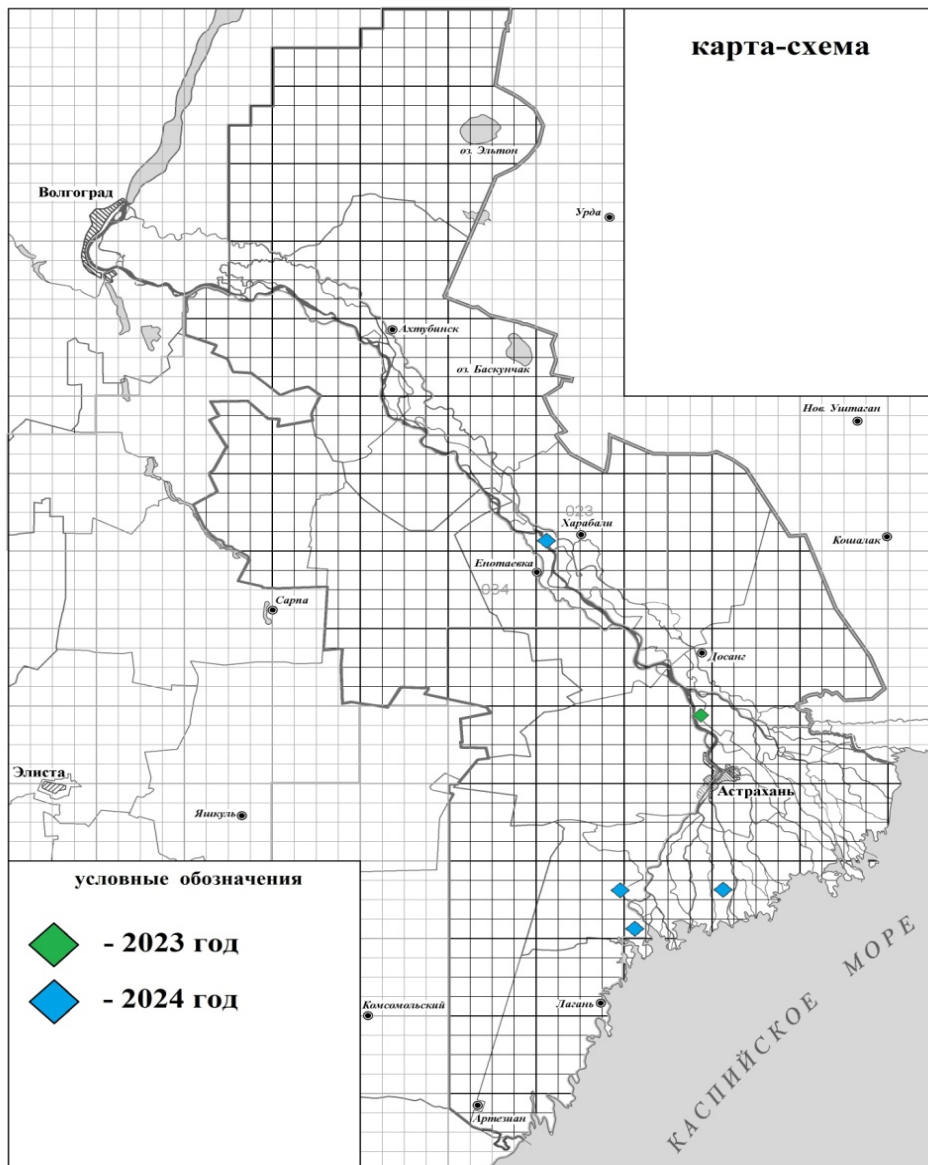 карта-схема
оз. Эльтон
Волгоград
Урда
Ахтубинск
оз. Баскунчак
Нов. Уштаган
023
Харабали
Кошалак
Енотаевка
034
Сарпа
Досанг
Элиста
Астрахань
Яшкуль
условные обозначения
- 2023 год
- 2024 год
КАСПИЙСКОЕ МОРЕ
Лагань
Комсомольский
Артезиан